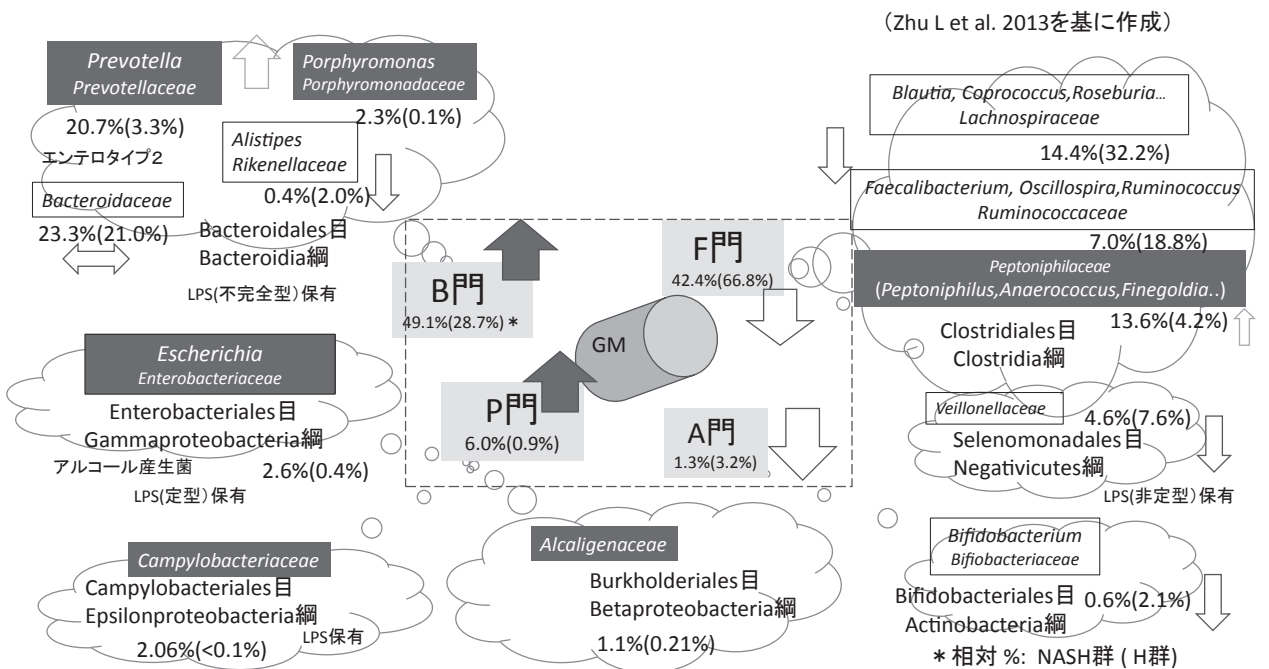 (Zhu L et al. 2013を基に作成)
Prevotella
Prevotellaceae
20.7%(3.3%)
エンテロタイプ2
Porphyromonas
Porphyromonadaceae
2.3%(0.1%)
Alistipes
Rikenellaceae
0.4%(2.0%)
Bacteroidaceae
23.3%(21.0%)
Bacteroidales目
Bacteroidia綱
LPS(不完全型)保有
B門
49.1%(28.7%)*
F門
42.4%(66.8%)
GM
P門
6.0%(0.9%)
A門
1.3%(3.2%)
Blautia, Coprococcus,Roseburia...
Lachnospiraceae
14.4%(32.2%)
Faecalibacterium, Oscillospira,Ruminococcus
Ruminococcaceae
7.0%(18.8%)
Peptoniphilaceae
(Peptoniphilus,Anaerococcus,Finegoldia..)
13.6%(4.2%)
Clostridiales目
Clostridia綱
Veillonellaceae
4.6%(7.6%)
Selenomonadales目
Negativicutes綱
LPS(非定型)保有
Escherichia
Enterobacteriaceae
Enterobacteriales目
Gammaproteobacteria綱
アルコール産生菌
2.6%(0.4%)
LPS(定型)保有
Campylobacteriaceae
Campylobacteriales目
Epsilonproteobacteria綱
LPS保有
2.06%(<0.1%)
Alcaligenaceae
Burkholderiales目
Betaproteobacteria綱
1.1%(0.21%)
Bifidobacterium
Bifiobacteriaceae
Bifidobacteriales目
0.6%(2.1%)
Actinobacteria綱
*相対 %: NASH群 ( H群)